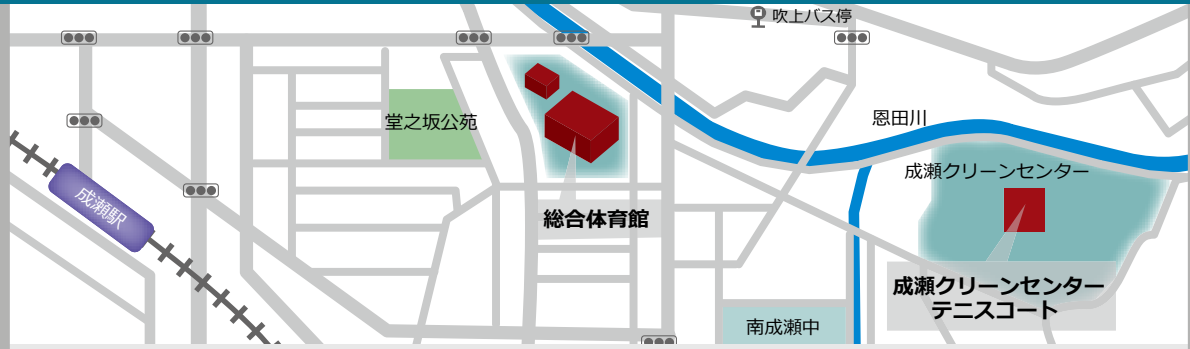 吹上バス停
堂之坂公苑
恩田川
成瀬クリーンセンター
成瀬駅
総合体育館
成瀬クリーンセンター
テニスコート
南成瀬中